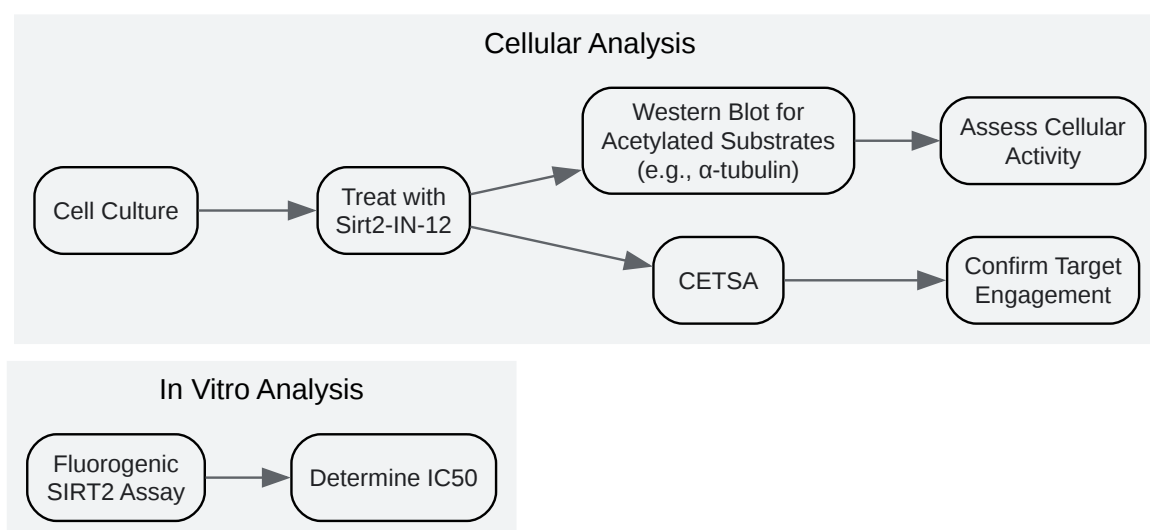 Cellular Analysis
Cell Culture
Treat with
Sirt2-IN-12
Western Blot for
Acetylated Substrates
(e.g., α-tubulin)
Assess Cellular
Activity
CETSA
Confirm Target
Engagement
In Vitro Analysis
Fluorogenic
SIRT2 Assay
Determine IC50